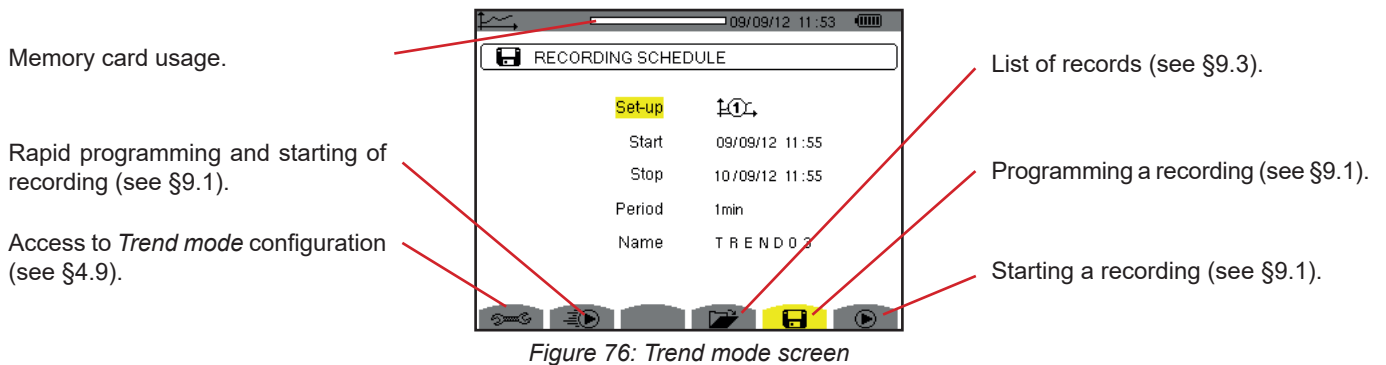 09/09/12 11:53
Memory card usage.
RECORDING SCHEDULE
List of records (see §9.3).
Set-up 1
Start 09/09/12 11:55
Rapid programming and starting of
recording (see §9.1).
Stop 10/09/12 11:55
Programming a recording (see §9.1).
Period 1min
Access to Trend mode configuration
(see §4.9).
Name TREND03
Starting a recording (see §9.1).
Figure 76: Trend mode screen